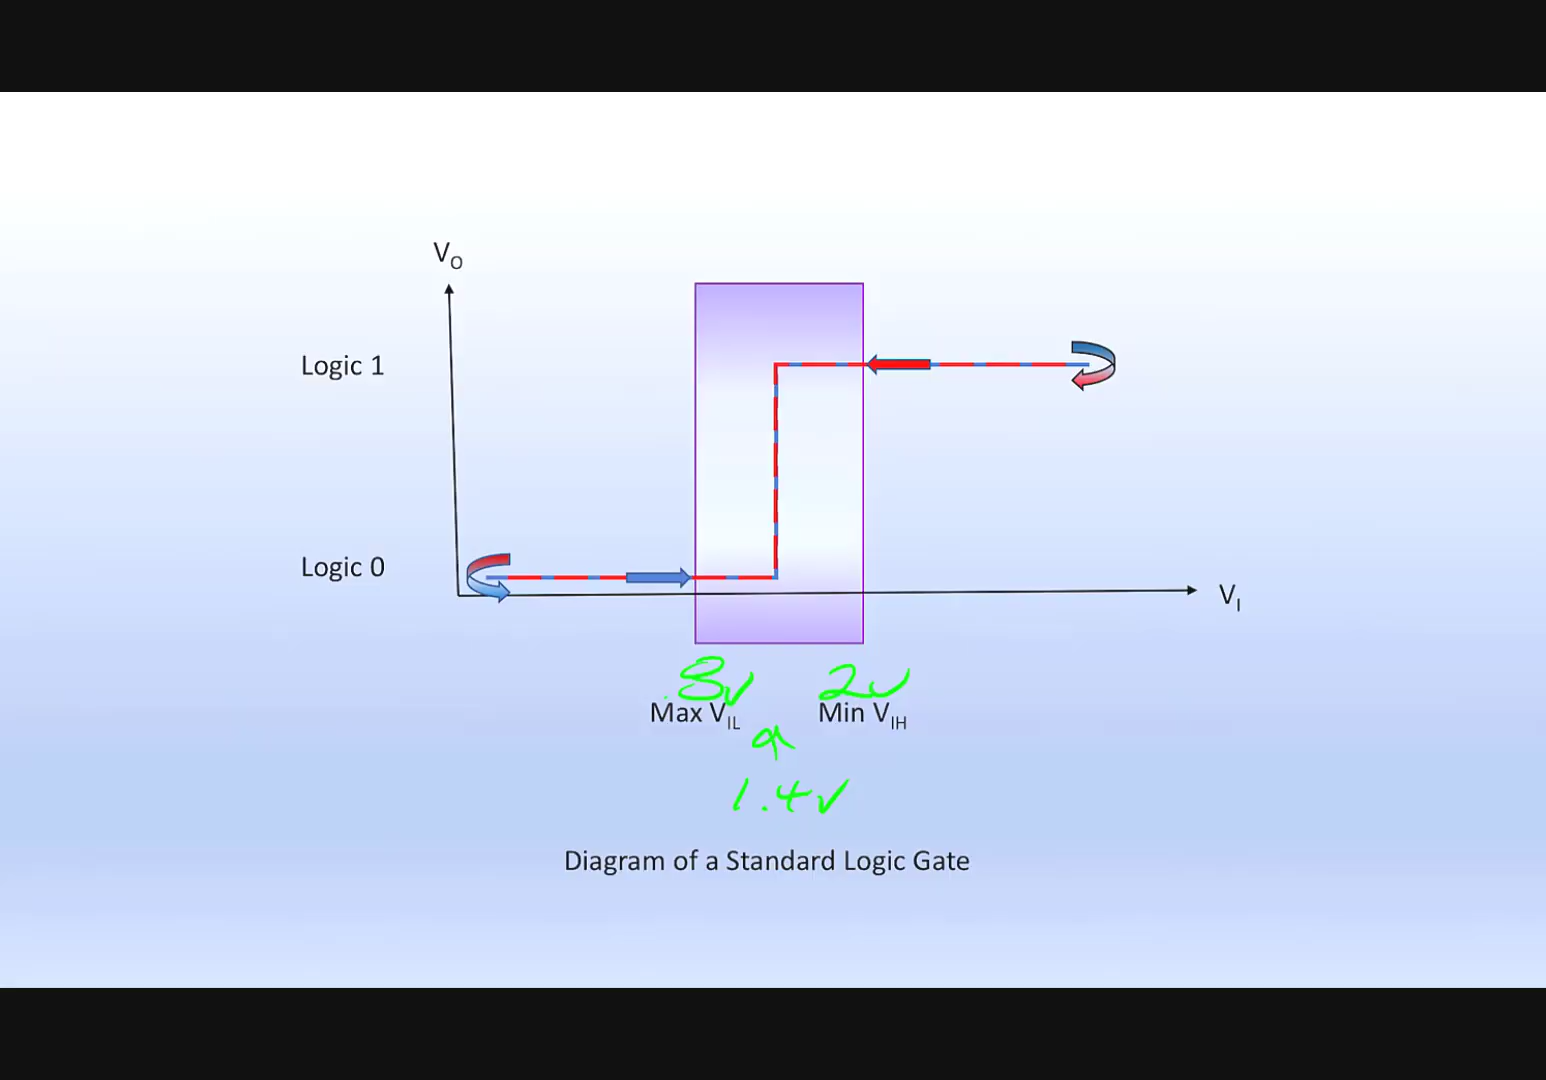 VO
Logic 1
Logic 0
VI
.8v 2v
Max VIL Min VIH
1.4v
Diagram of a Standard Logic Gate